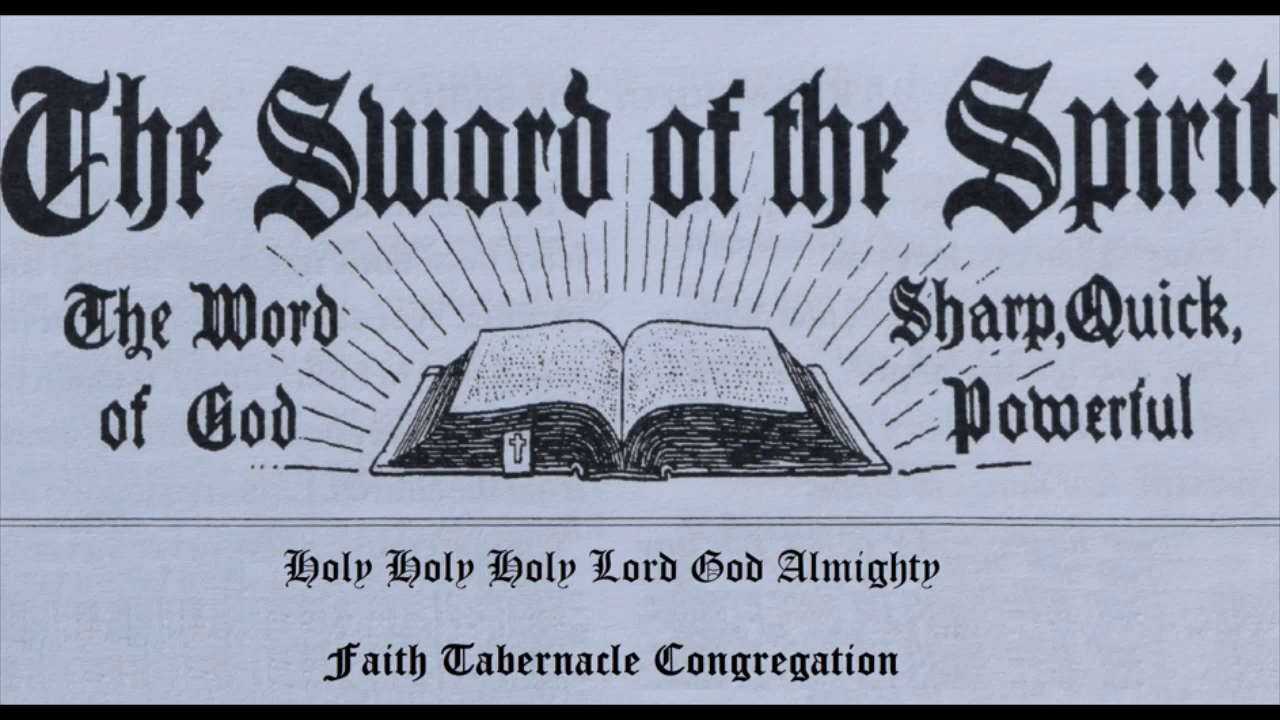 The Sword of the Spirit
The Word
of God
Sharp,Quick,
Powerful
Holy Holy Holy Lord God Almighty
Faith Tabernacle Congregation